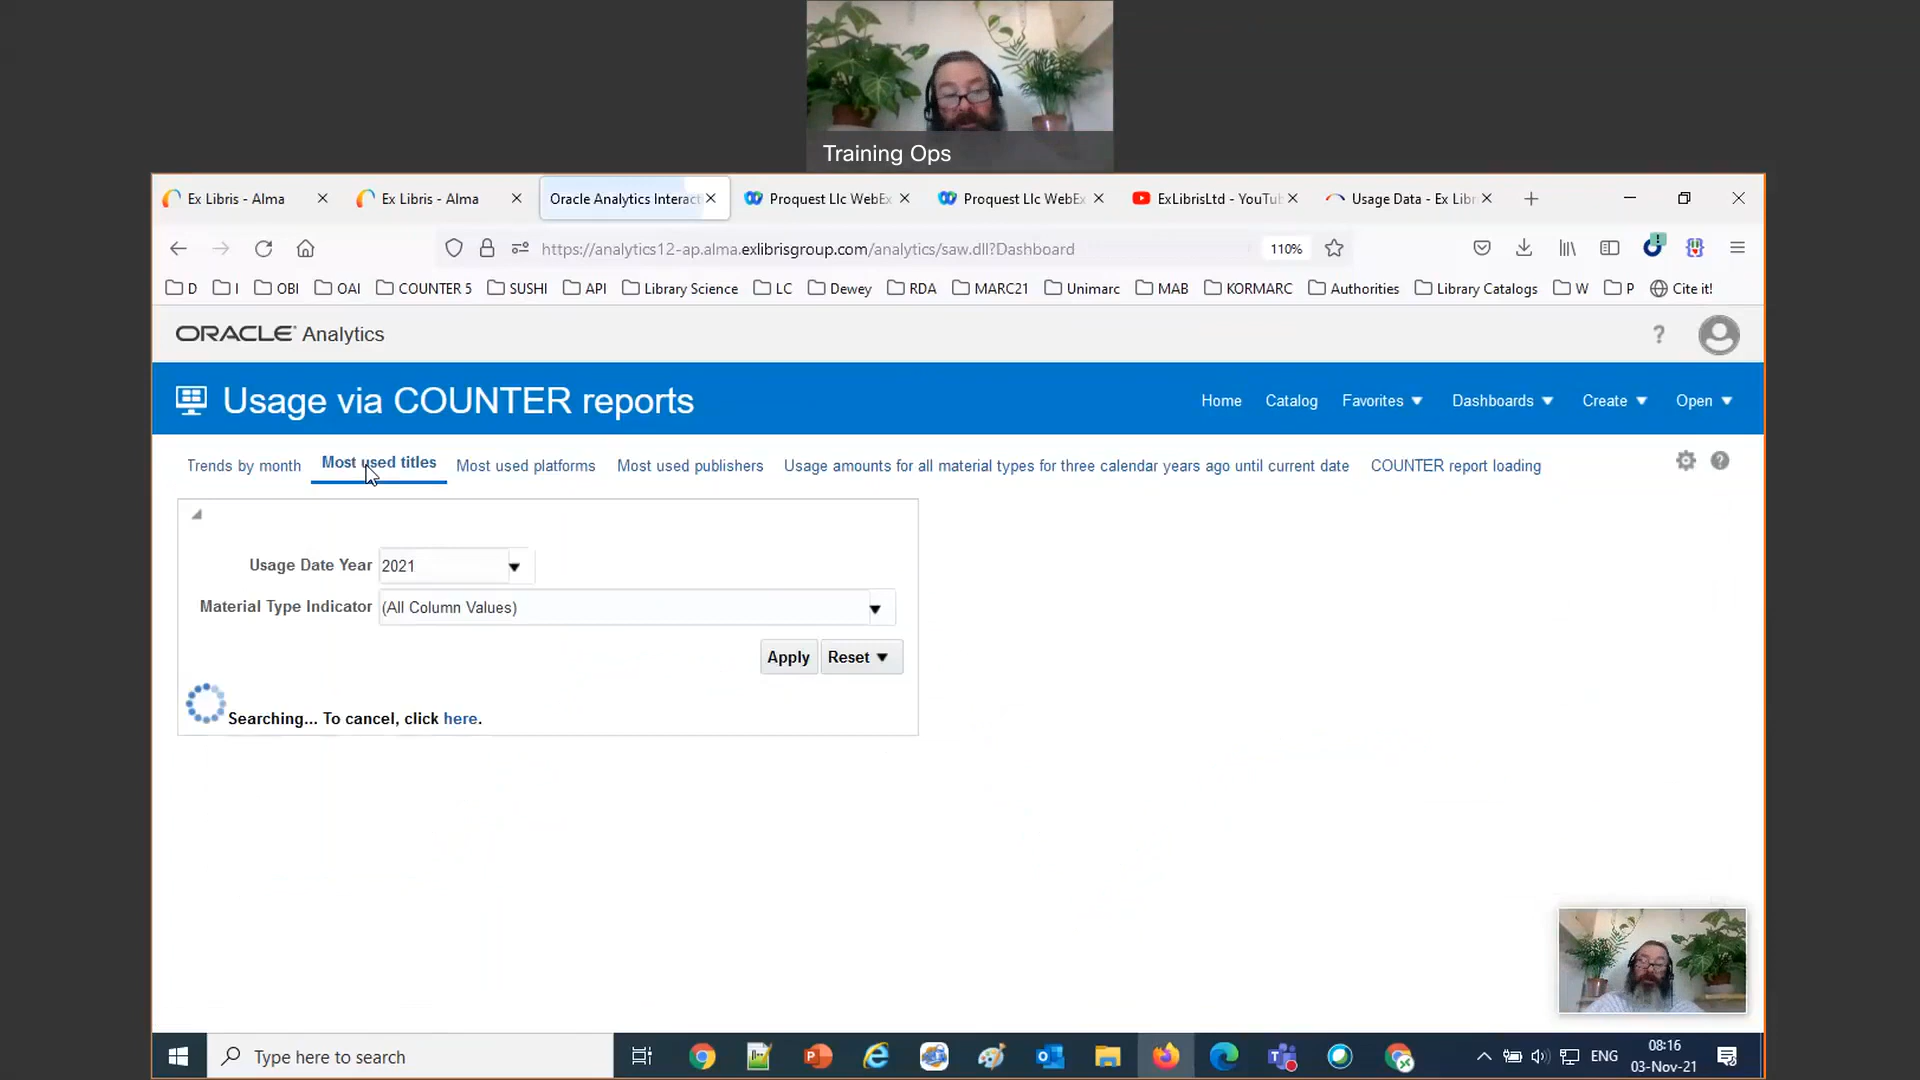 Training Ops
Ex Libris - Alma
Ex Libris - Alma
Oracle Analytics Interact
Proquest Llc WebEx
Proquest Llc WebEx
ExLibrisLtd - YouTub
Usage Data - Ex Libr
https://analytics12-ap.alma.exlibrisgroup.com/analytics/saw.dll?Dashboard
110%
D I OBI OAI COUNTER 5 SUSHI API Library Science LC Dewey RDA MARC21 Unimarc MAB KORMARC Authorities Library Catalogs W P Cite it!
ORACLE Analytics
?
Usage via COUNTER reports
Home Catalog Favorites Dashboards Create Open
Trends by month Most used titles Most used platforms Most used publishers Usage amounts for all material types for three calendar years ago until current date COUNTER report loading
Usage Date Year 2021
Material Type Indicator (All Column Values)
Apply Reset
Searching... To cancel, click here.
Type here to search
ENG
08:16
03-Nov-21